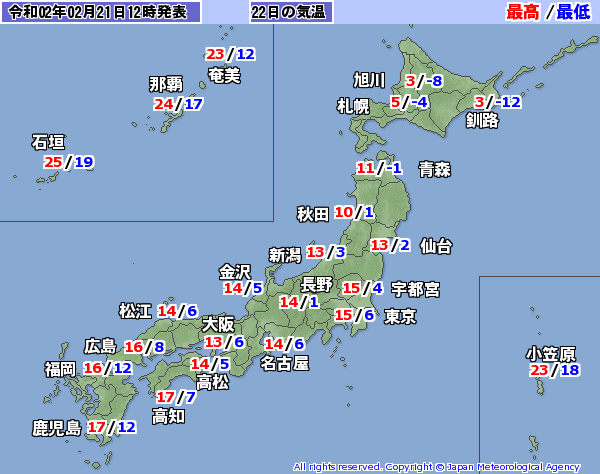 令和02年02月21日12時発表 22日の気温 最高/最低
23/12
奄美
那覇
24/17
石垣
25/19
旭川 3/-8
札幌 5/-4
3/-12
釧路
11/-1 青森
秋田 10/1
13/2 仙台
新潟 13/3
金沢
14/5
長野
14/1
15/4 宇都宮
15/6 東京
松江 14/6
大阪
13/6
広島 16/8
14/6
名古屋
福岡 16/12
14/5
高松
17/7
高知
鹿児島 17/12
小笠原
23/18
All rights reserved. Copyright © Japan Meteorological Agency